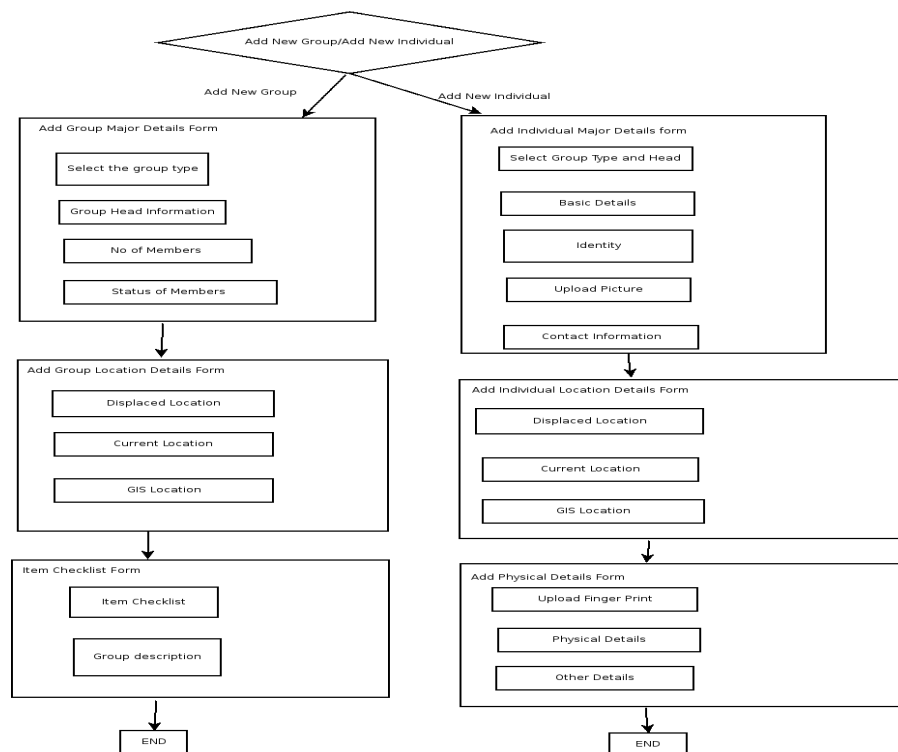 Add New Group/Add New Individual
Add New Group
Add New Individual
Add Group Major Details Form
Select the group type
Group Head Information
No of Members
Status of Members
Add Group Location Details Form
Displaced Location
Current Location
GIS Location
Item Checklist Form
Item Checklist
Group description
END
Add Individual Major Details form
Select Group Type and Head
Basic Details
Identity
Upload Picture
Contact Information
Add Individual Location Details Form
Displaced Location
Current Location
GIS Location
Add Physical Details Form
Upload Finger Print
Physical Details
Other Details
END